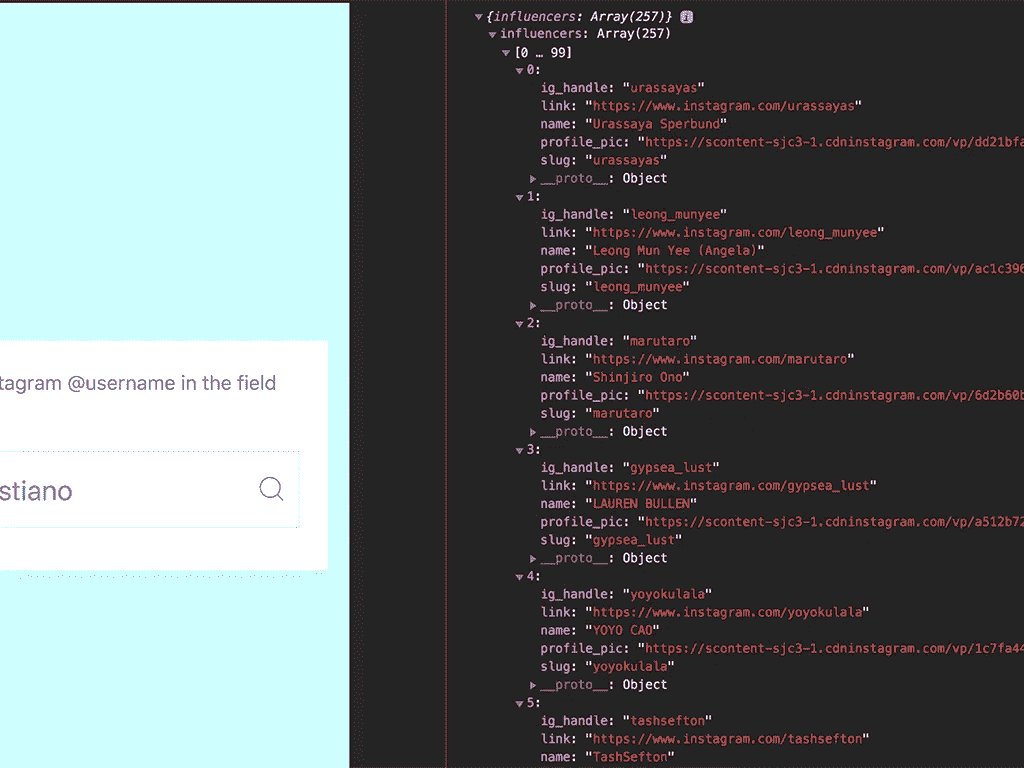 tagram @username in the field
stiano
{influencers: Array(257)} i
influencers: Array(257)
[0 … 99]
0:
ig_handle: "urassayas"
link: "https://www.instagram.com/urassayas"
name: "Urassaya Sperbund"
profile_pic: "https://scontent-sjc3-1.cdninstagram.com/vp/dd21bfa
slug: "urassayas"
__proto__: Object
1:
ig_handle: "leong_munyee"
link: "https://www.instagram.com/leong_munyee"
name: "Leong Mun Yee (Angela)"
profile_pic: "https://scontent-sjc3-1.cdninstagram.com/vp/ac1c396
slug: "leong_munyee"
__proto__: Object
2:
ig_handle: "marutaro"
link: "https://www.instagram.com/marutaro"
name: "Shinjiro Ono"
profile_pic: "https://scontent-sjc3-1.cdninstagram.com/vp/6d2b60b
slug: "marutaro"
__proto__: Object
3:
ig_handle: "gypsea_lust"
link: "https://www.instagram.com/gypsea_lust"
name: "LAUREN BULLEN"
profile_pic: "https://scontent-sjc3-1.cdninstagram.com/vp/a512b72
slug: "gypsea_lust"
__proto__: Object
4:
ig_handle: "yoyokulala"
link: "https://www.instagram.com/yoyokulala"
name: "YOYO CAO"
profile_pic: "https://scontent-sjc3-1.cdninstagram.com/vp/1c7fa44
slug: "yoyokulala"
__proto__: Object
5:
ig_handle: "tashsefton"
link: "https://www.instagram.com/tashsefton"
name: "TashSefton"